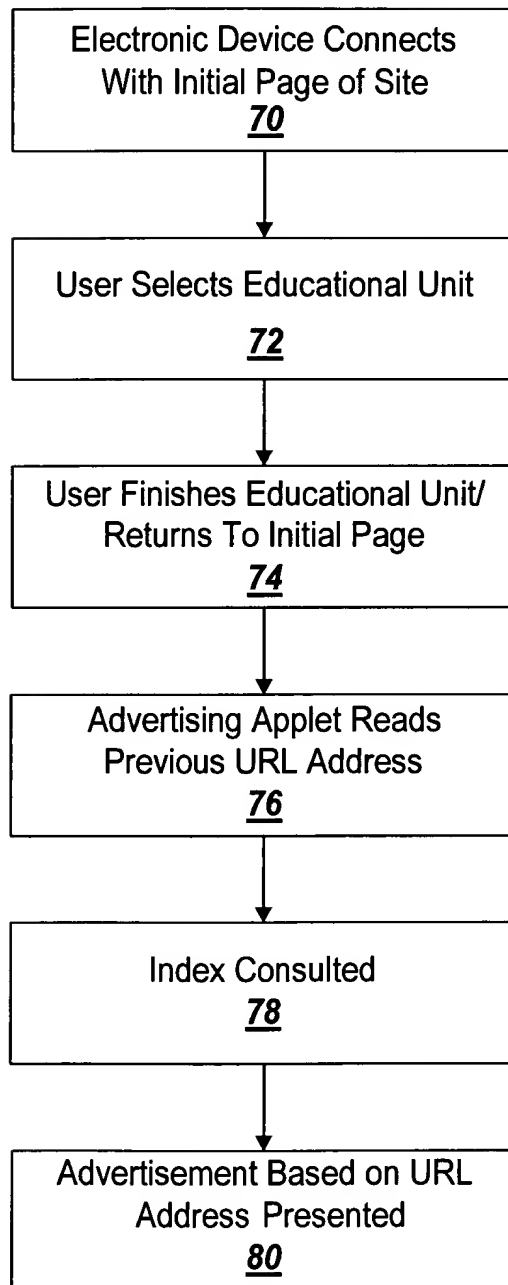 Electronic Device Connects
With Initial Page of Site
70
User Selects Educational Unit
72
User Finishes Educational Unit/
Returns To Initial Page
74
Advertising Applet Reads
Previous URL Address
76
Index Consulted
78
Advertisement Based on URL
Address Presented
80